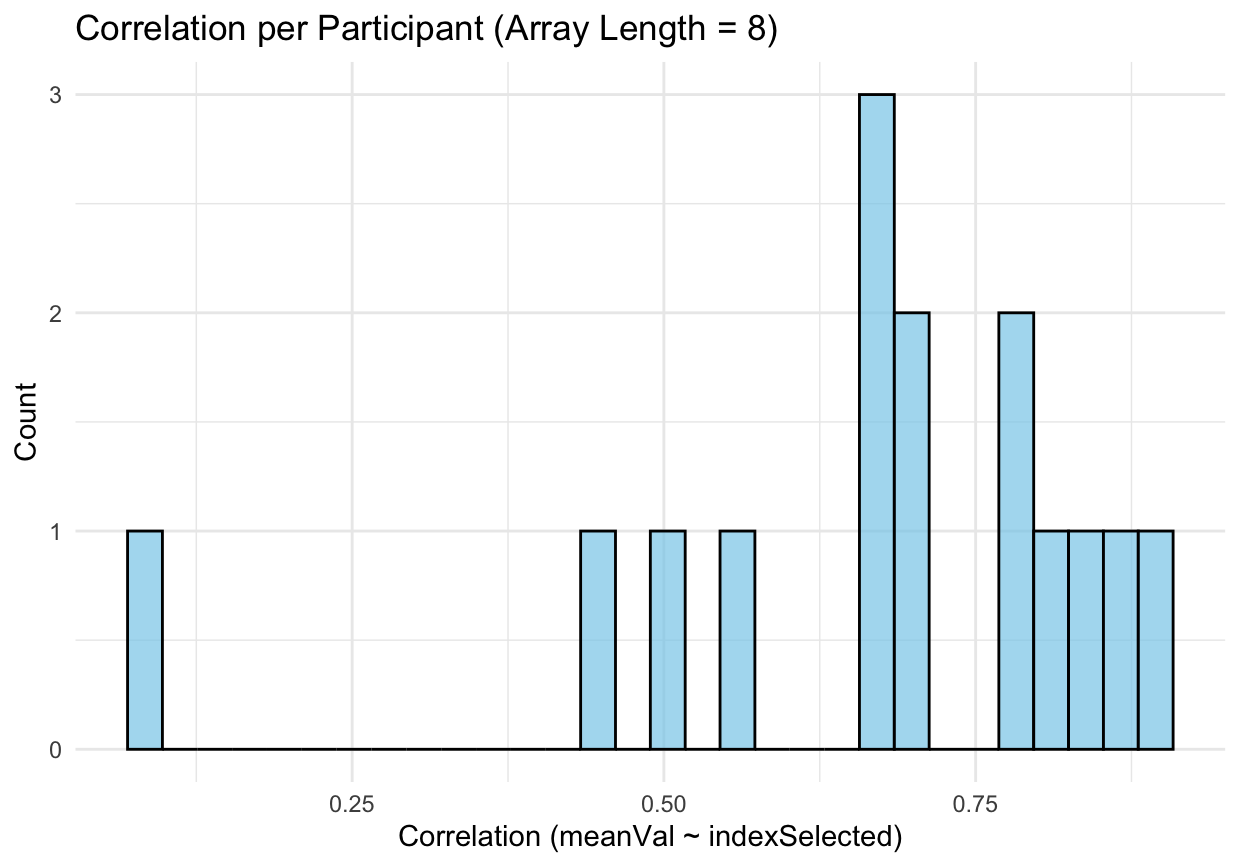 Correlation per Participant (Array Length = 8)
3
2
1
0
Count
0.25 0.50 0.75
Correlation (meanVal ~ indexSelected)